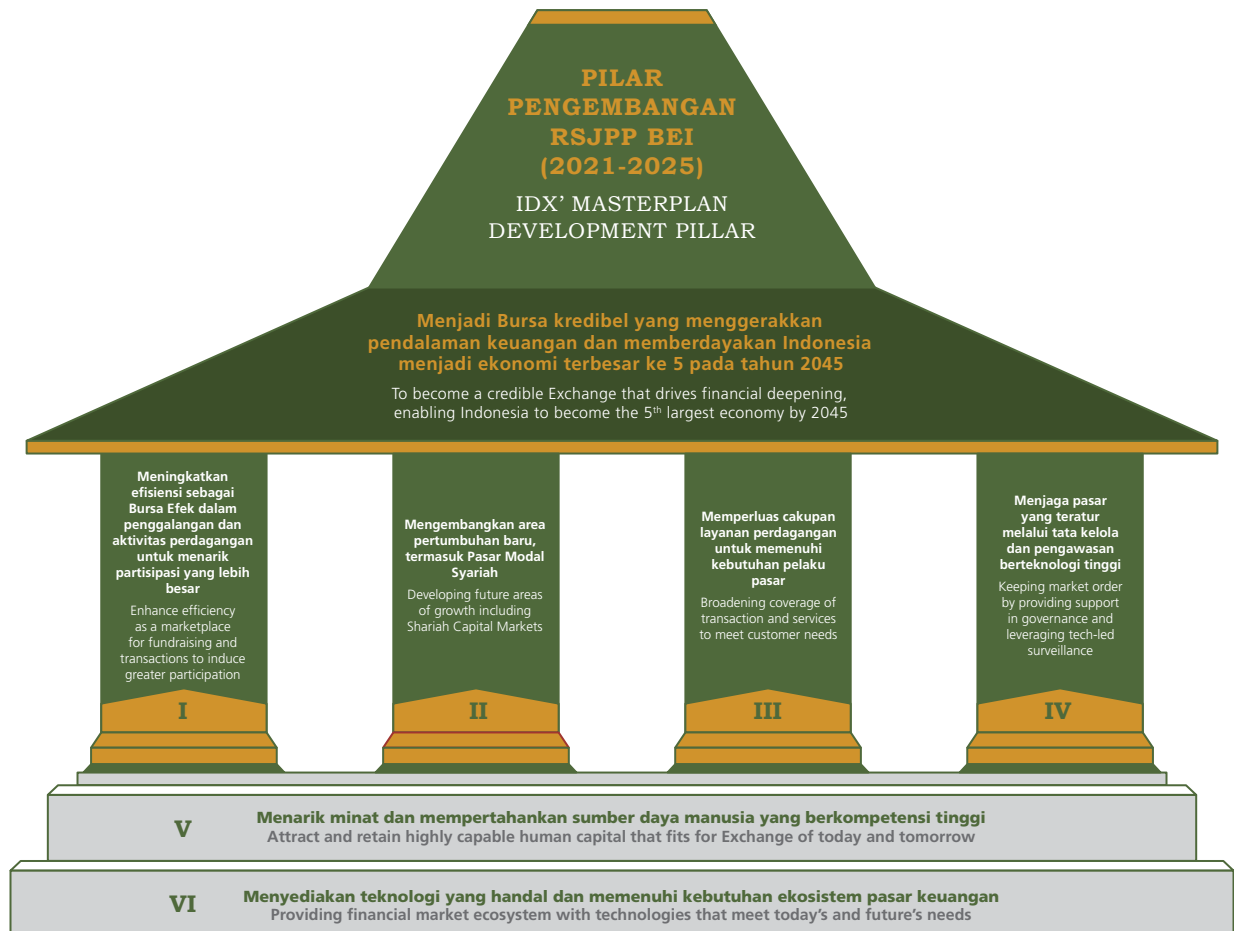 PILAR
PENGEMBANGAN
RSJPP BEI
(2021-2025)
IDX’ MASTERPLAN
DEVELOPMENT PILLAR
Menjadi Bursa kredibel yang menggerakkan
pendalaman keuangan dan memberdayakan Indonesia
menjadi ekonomi terbesar ke 5 pada tahun 2045
To become a credible Exchange that drives financial deepening,
enabling Indonesia to become the 5th largest economy by 2045
Meningkatkan
efisiensi sebagai
Bursa Efek dalam
penggalangan dan
aktivitas perdagangan
untuk menarik
partisipasi yang lebih
besar
Enhance efficiency
as a marketplace
for fundraising and
transactions to induce
greater participation
I
Mengembangkan area
pertumbuhan baru,
termasuk Pasar Modal
Syariah
Developing future areas
of growth including
Shariah Capital Markets
II
Memperluas cakupan
layanan perdagangan
untuk memenuhi
kebutuhan pelaku
pasar
Broadening coverage of
transaction and services
to meet customer needs
III
Menjaga pasar
yang teratur
melalui tata kelola
dan pengawasan
berteknologi tinggi
Keeping market order
by providing support
in governance and
leveraging tech-led
surveillance
IV
V
Menarik minat dan mempertahankan sumber daya manusia yang berkompetensi tinggi
Attract and retain highly capable human capital that fits for Exchange of today and tomorrow
VI
Menyediakan teknologi yang handal dan memenuhi kebutuhan ekosistem pasar keuangan
Providing financial market ecosystem with technologies that meet today’s and future’s needs